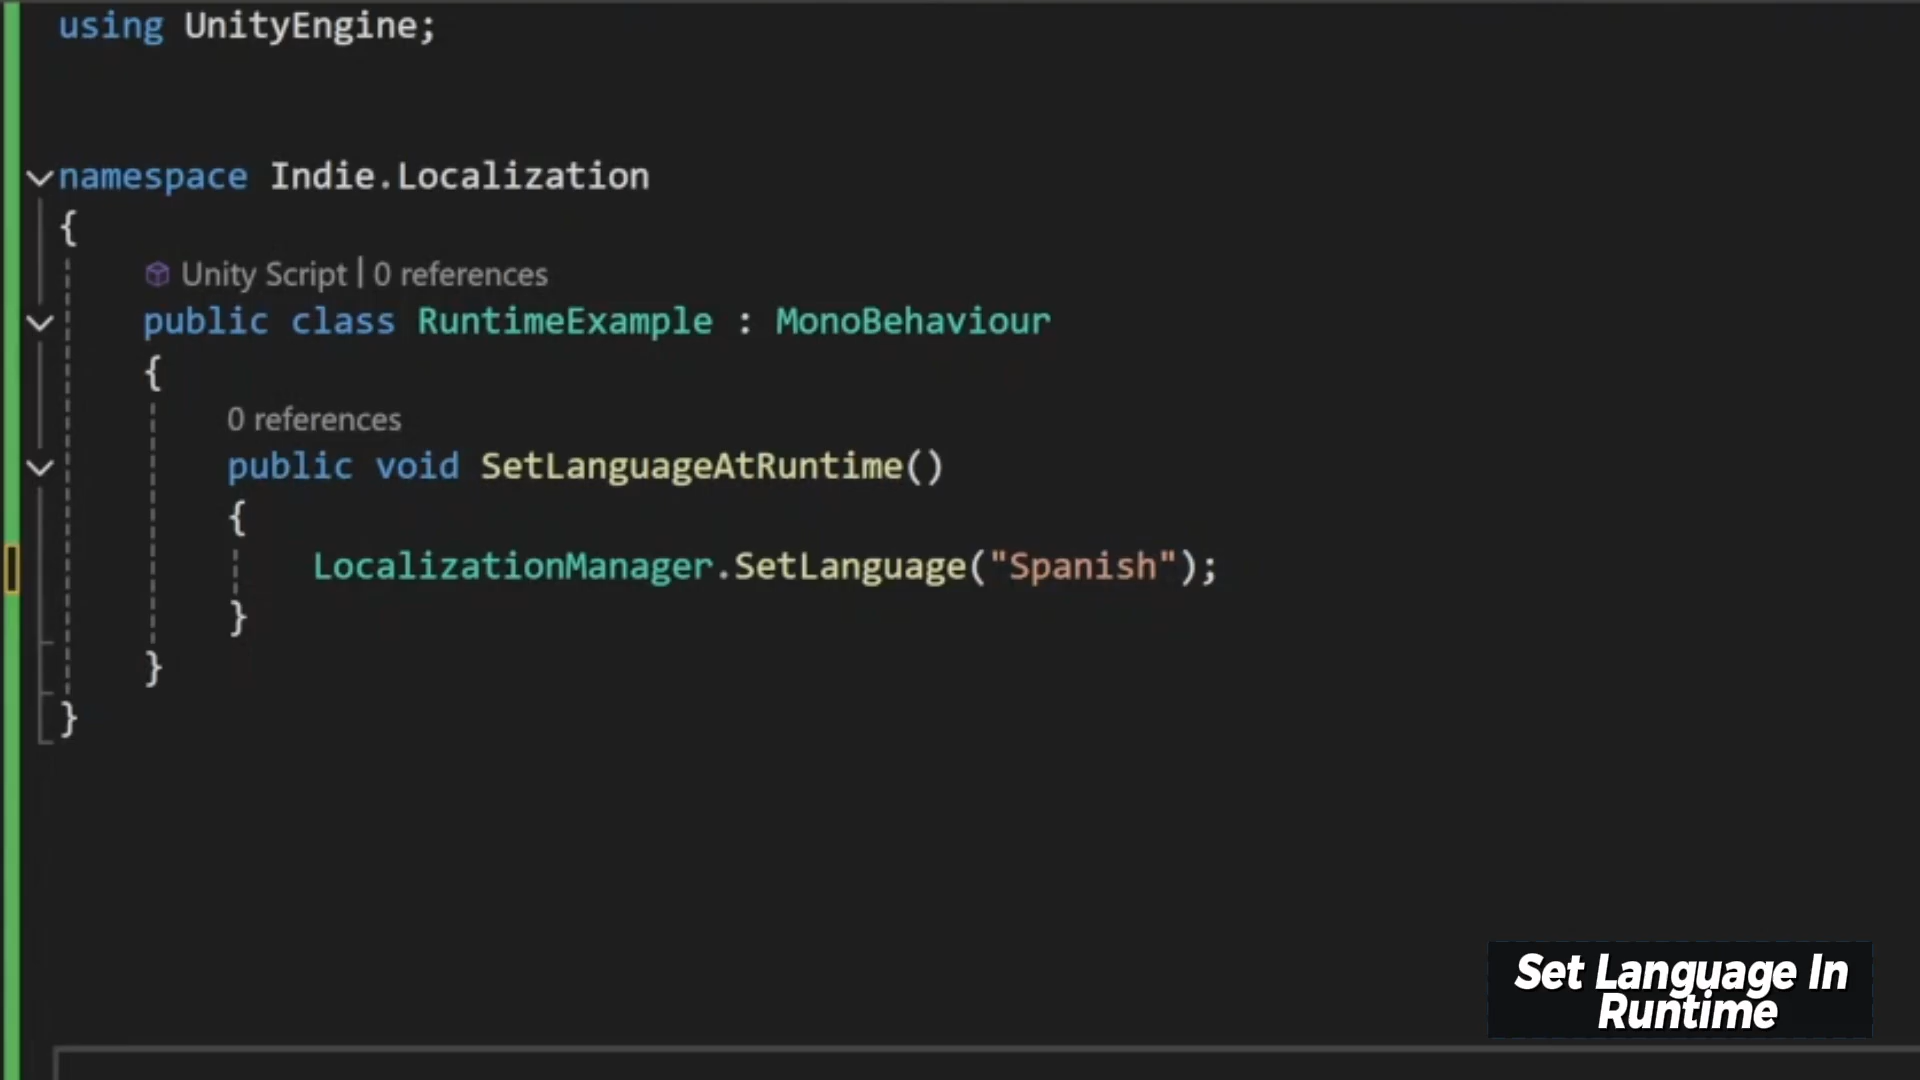 using UnityEngine;
namespace Indie.Localization
{
Unity Script | 0 references
public class RuntimeExample : MonoBehaviour
{
0 references
public void SetLanguageAtRuntime()
{
LocalizationManager.SetLanguage("Spanish");
}
}
}
Set Language In
Runtime